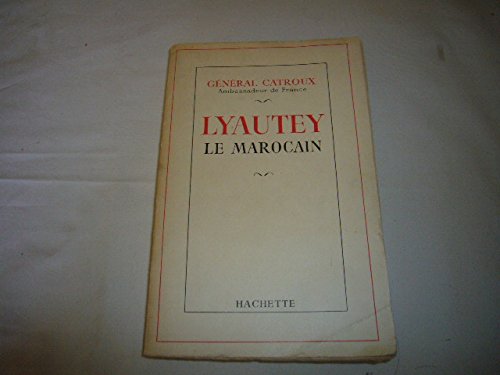 GÉNÉRAL CATROUX
Ambassadeur de France
LYAUTEY
LE MAROCAIN
HACHETTE